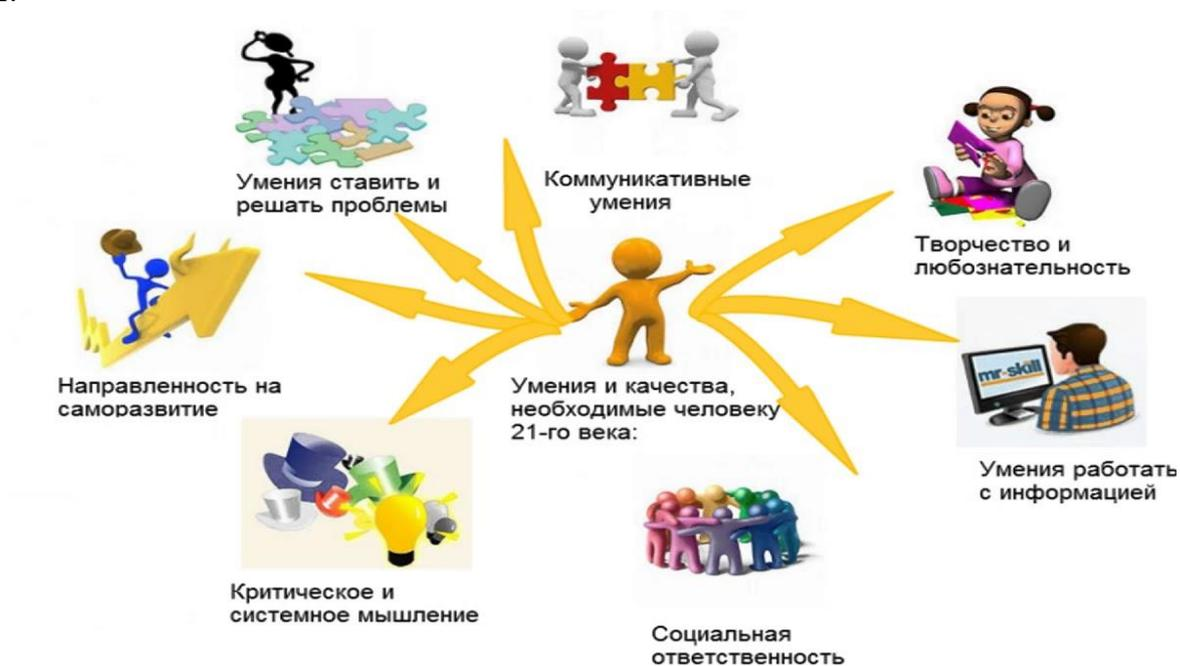 Умения ставить и
решать проблемы
Коммуникативные
умения
Творчество и
любознательность
Направленность на
саморазвитие
Умения и качества,
необходимые человеку
21-го века:
mr-skill
Умения работать
с информацией
Критическое и
системное мышление
Социальная
ответственность